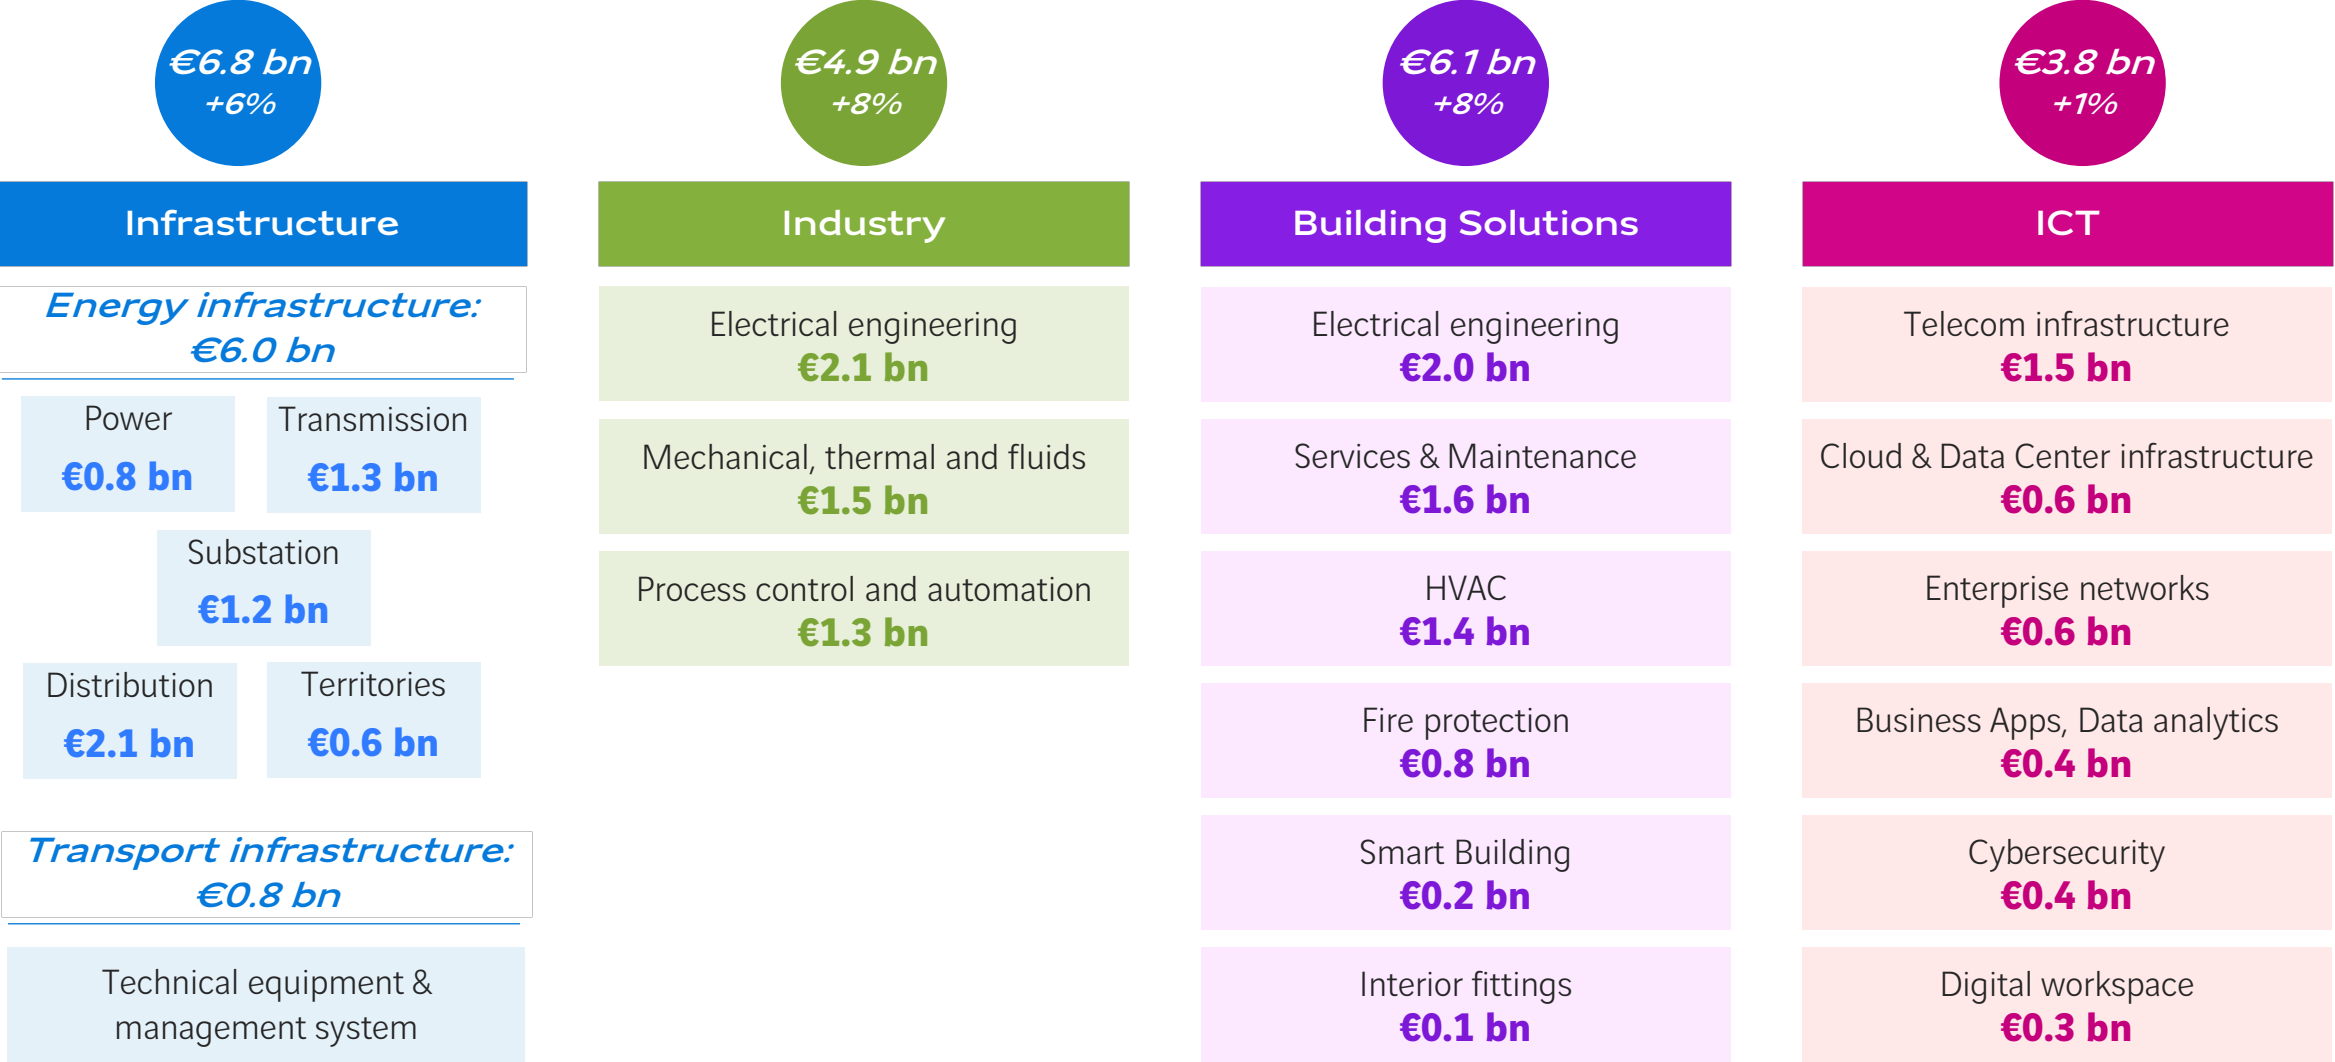 €6.8 bn
+6%
Infrastructure
Energy infrastructure:
€6.0 bn
Power
€0.8 bn
Transmission
€1.3 bn
Substation
€1.2 bn
Distribution
€2.1 bn
Territories
€0.6 bn
Transport infrastructure:
€0.8 bn
Technical equipment &
management system
€4.9 bn
+8%
Industry
Electrical engineering
€2.1 bn
Mechanical, thermal and fluids
€1.5 bn
Process control and automation
€1.3 bn
€6.1 bn
+8%
Building Solutions
Electrical engineering
€2.0 bn
Services & Maintenance
€1.6 bn
HVAC
€1.4 bn
Fire protection
€0.8 bn
Smart Building
€0.2 bn
Interior fittings
€0.1 bn
€3.8 bn
+1%
ICT
Telecom infrastructure
€1.5 bn
Cloud & Data Center infrastructure
€0.6 bn
Enterprise networks
€0.6 bn
Business Apps, Data analytics
€0.4 bn
Cybersecurity
€0.4 bn
Digital workspace
€0.3 bn